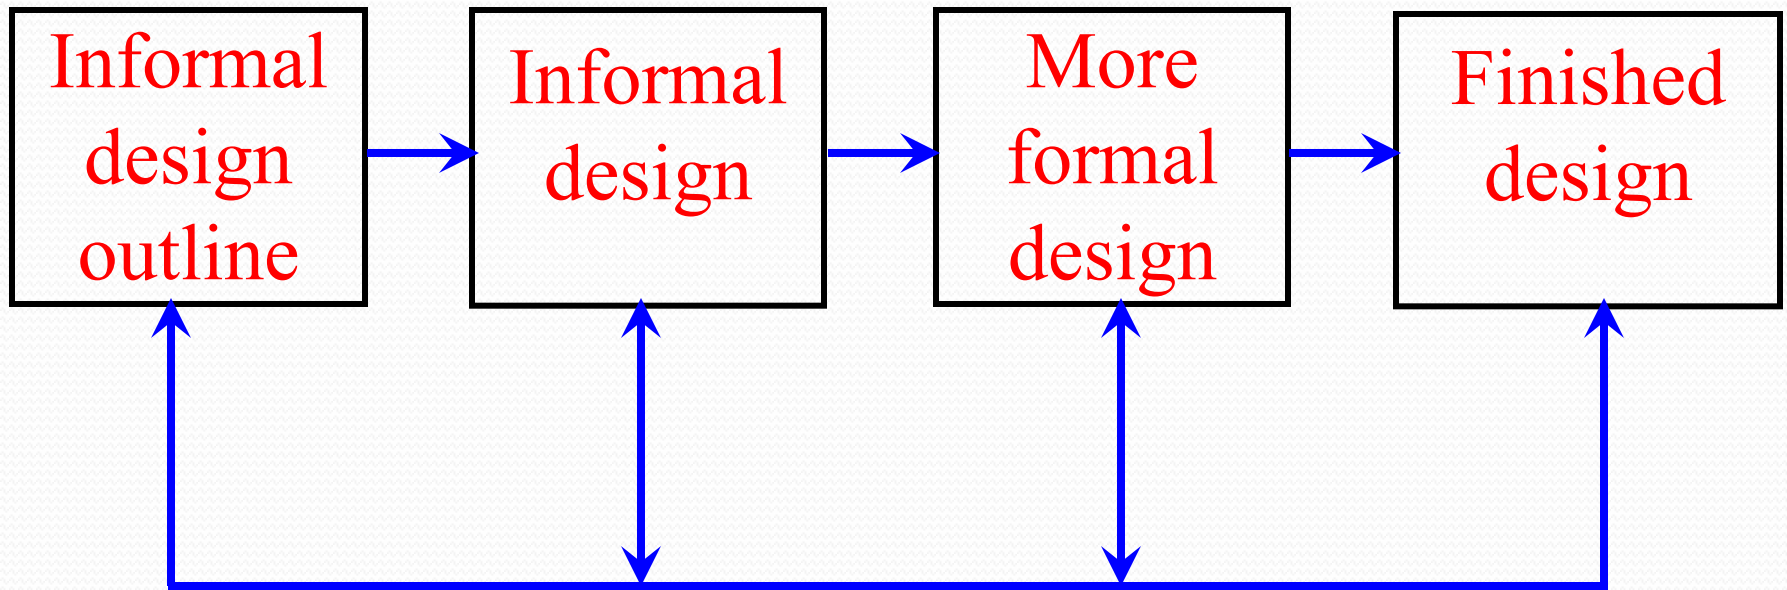 Informal
design
outline
Informal
design
More
formal
design
Finished
design